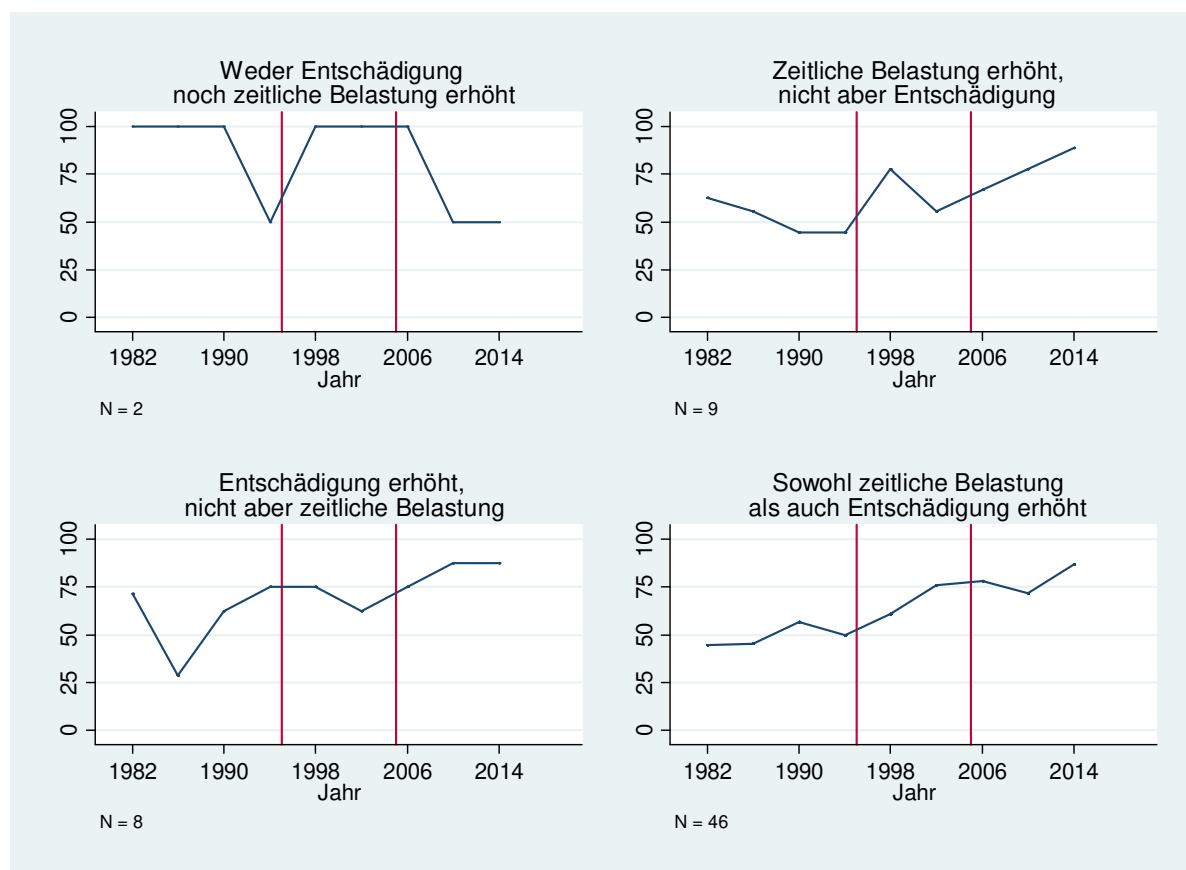 Weder Entschädigung
noch zeitliche Belastung erhöht
100
75
50
25
0
1982 1990 1998 2006 2014
Jahr
N = 2
Zeitliche Belastung erhöht,
nicht aber Entschädigung
100
75
50
25
0
1982 1990 1998 2006 2014
Jahr
N = 9
Entschädigung erhöht,
nicht aber zeitliche Belastung
100
75
50
25
0
1982 1990 1998 2006 2014
Jahr
N = 8
Sowohl zeitliche Belastung
als auch Entschädigung erhöht
100
75
50
25
0
1982 1990 1998 2006 2014
Jahr
N = 46